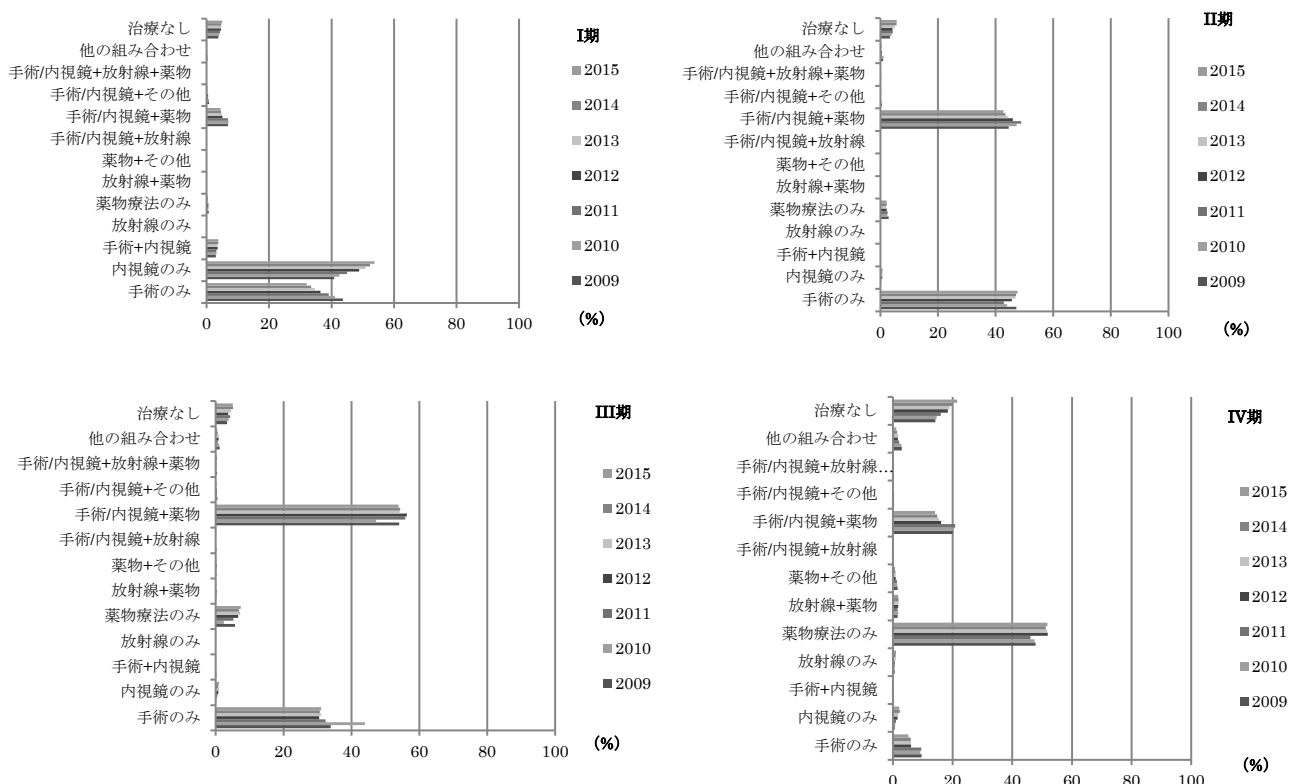 I期
治療なし
他の組み合わせ
手術/内視鏡+放射線+薬物
手術/内視鏡+その他
手術/内視鏡+薬物
手術/内視鏡+放射線
薬物+その他
放射線+薬物
薬物療法のみ
放射線のみ
手術+内視鏡
内視鏡のみ
手術のみ
0 20 40 60 80 100
(%)
2015
2014
2013
2012
2011
2010
2009
II期
治療なし
他の組み合わせ
手術/内視鏡+放射線+薬物
手術/内視鏡+その他
手術/内視鏡+薬物
手術/内視鏡+放射線
薬物+その他
放射線+薬物
薬物療法のみ
放射線のみ
手術+内視鏡
内視鏡のみ
手術のみ
0 20 40 60 80 100
(%)
2015
2014
2013
2012
2011
2010
2009
III期
治療なし
他の組み合わせ
手術/内視鏡+放射線+薬物
手術/内視鏡+その他
手術/内視鏡+薬物
手術/内視鏡+放射線
薬物+その他
放射線+薬物
薬物療法のみ
放射線のみ
手術+内視鏡
内視鏡のみ
手術のみ
0 20 40 60 80 100
(%)
2015
2014
2013
2012
2011
2010
2009
IV期
治療なし
他の組み合わせ
手術/内視鏡+放射線…
手術/内視鏡+その他
手術/内視鏡+薬物
手術/内視鏡+放射線
薬物+その他
放射線+薬物
薬物療法のみ
放射線のみ
手術+内視鏡
内視鏡のみ
手術のみ
0 20 40 60 80 100
(%)
2015
2014
2013
2012
2011
2010
2009